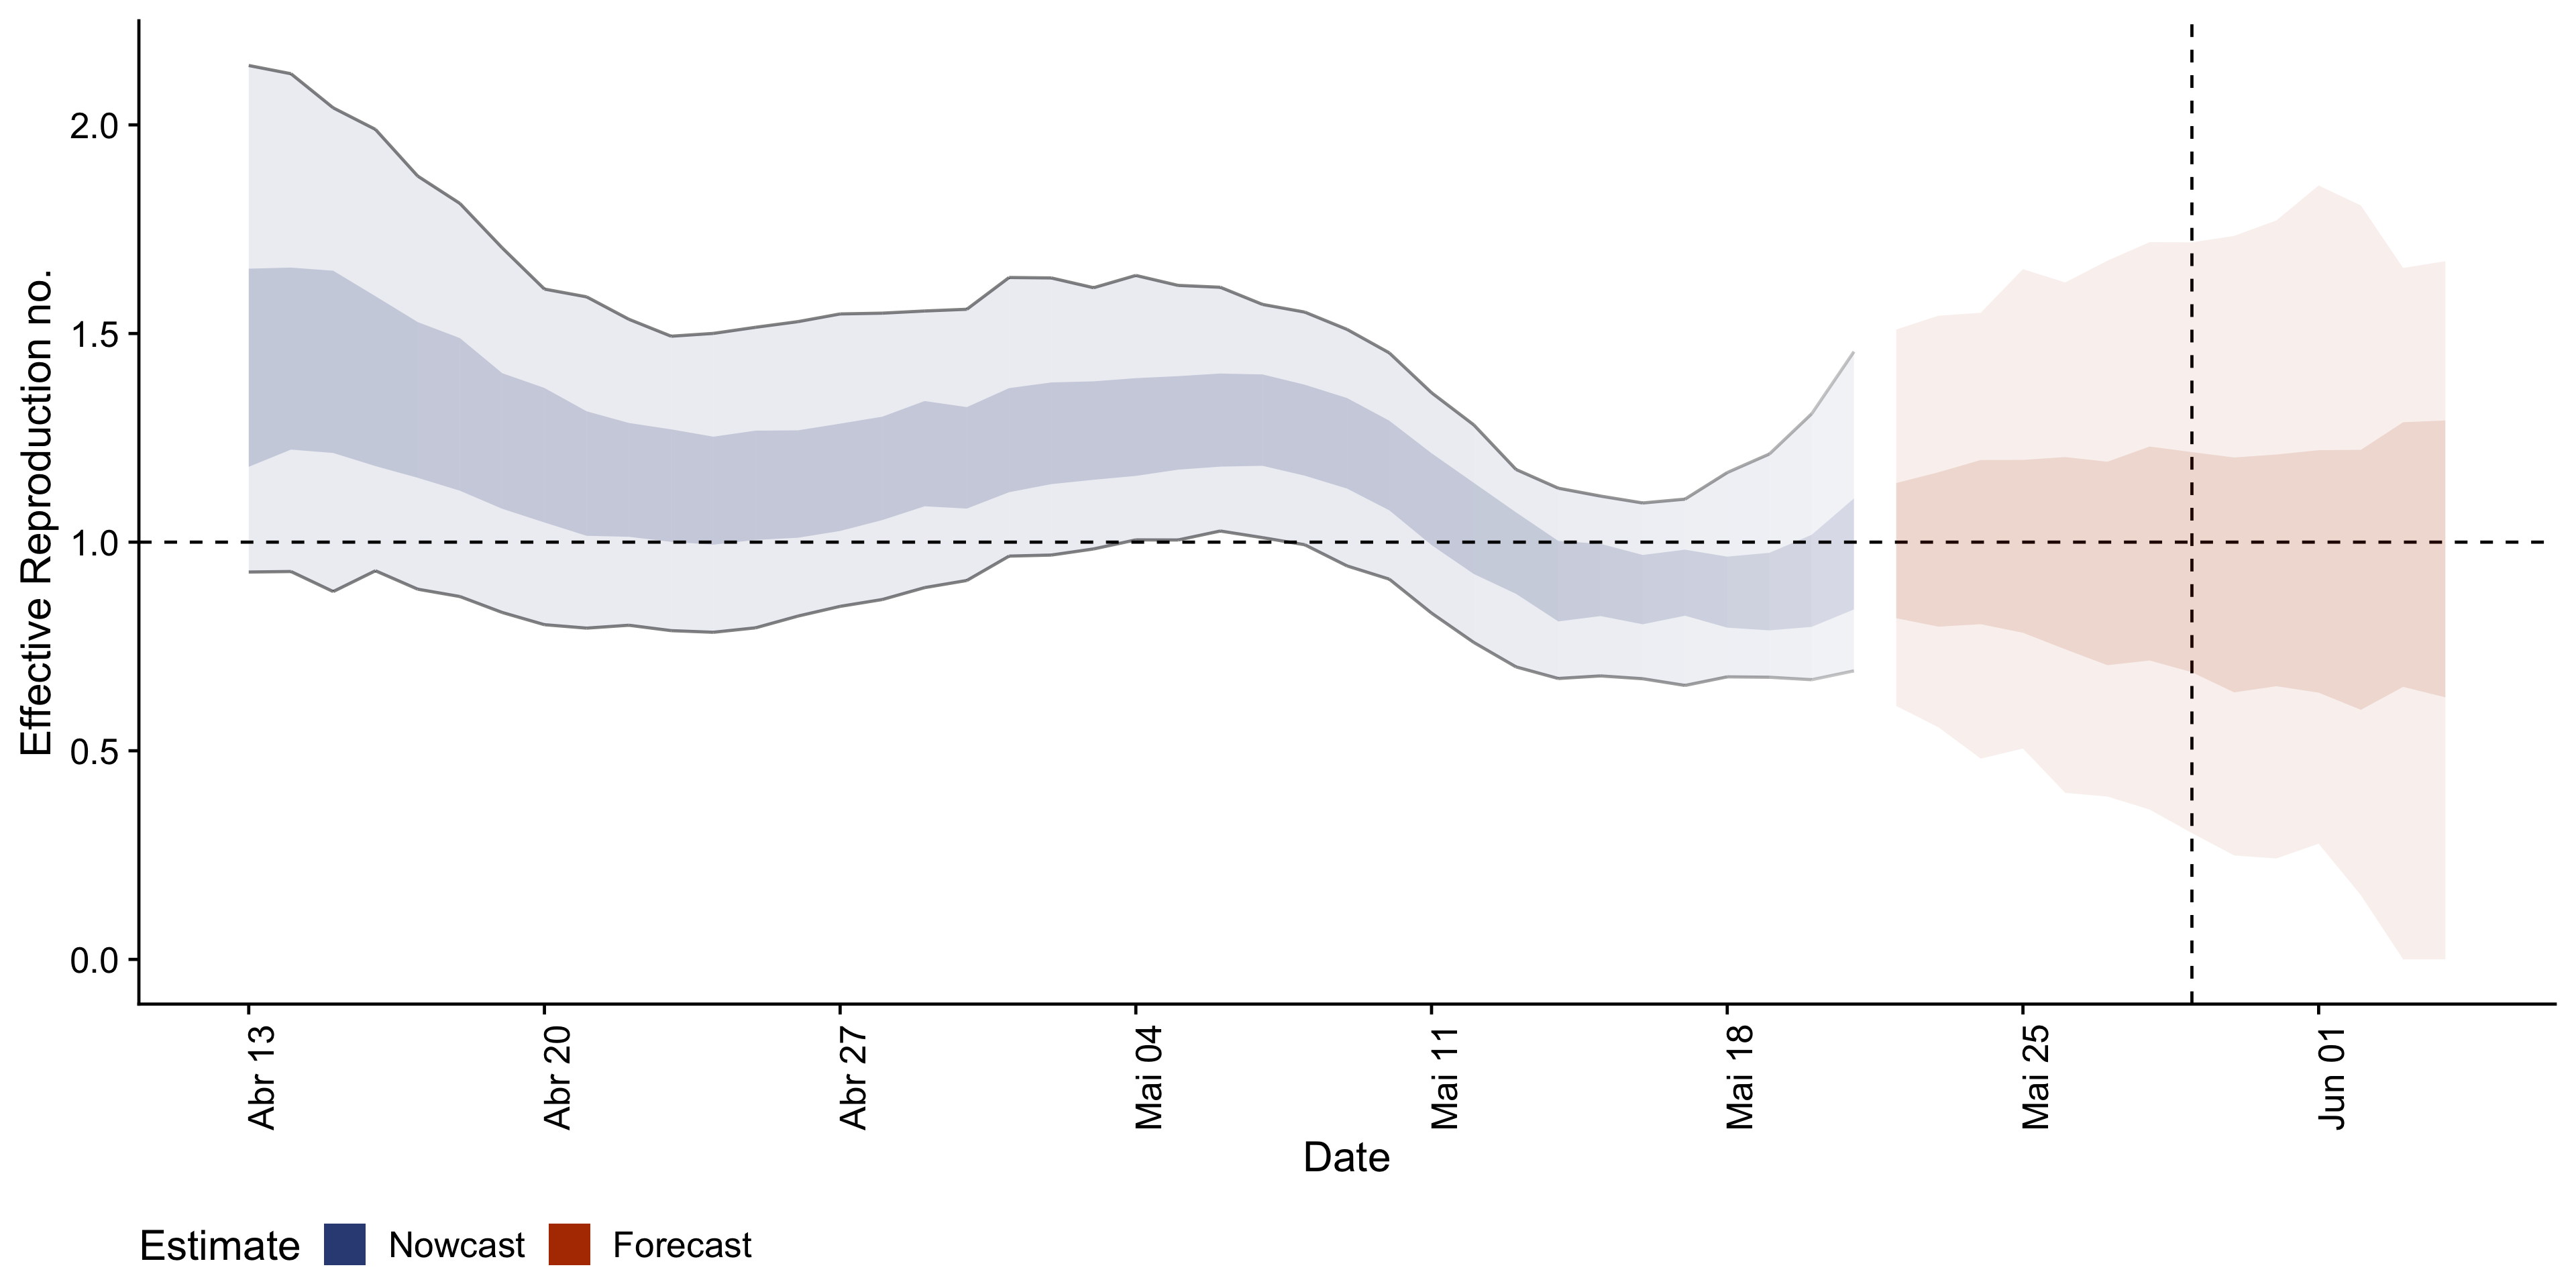 Effective Reproduction no.
2.0
1.5
1.0
0.5
0.0
Abr 13
Abr 20
Abr 27
Mai 04
Mai 11
Mai 18
Mai 25
Jun 01
Date
Estimate Nowcast Forecast